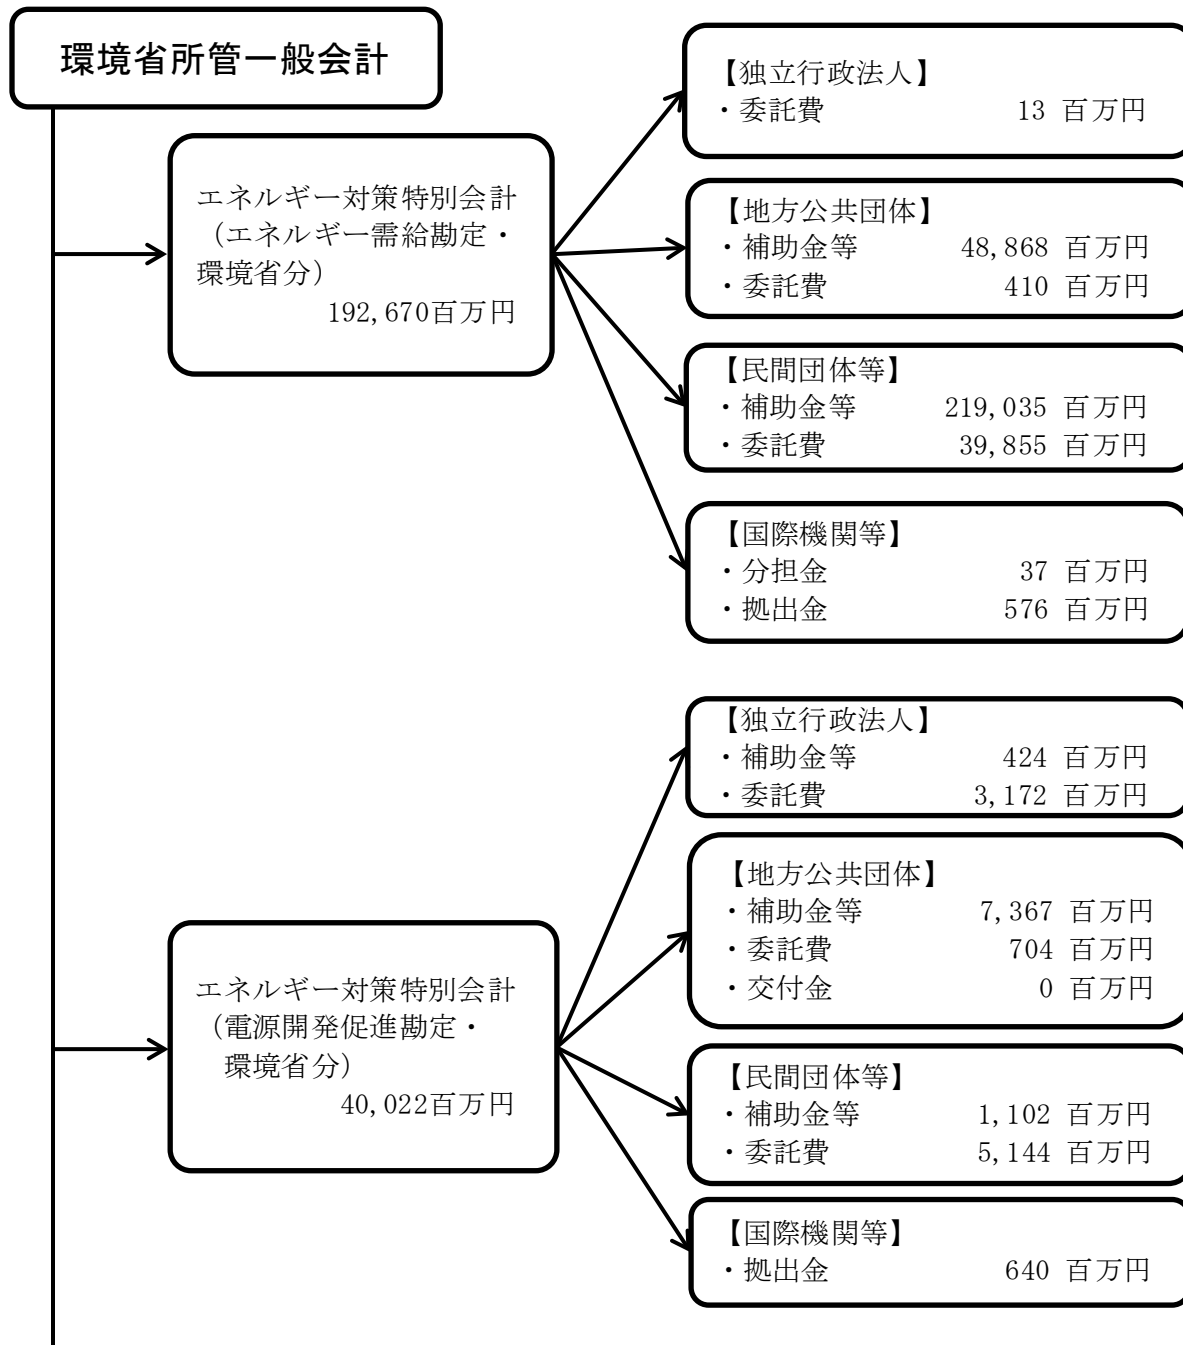 環境省所管一般会計
エネルギー対策特別会計
（エネルギー需給勘定・
環境省分）
192,670百万円
【独立行政法人】
・委託費 13 百万円
【地方公共団体】
・補助金等 48,868 百万円
・委託費 410 百万円
【民間団体等】
・補助金等 219,035 百万円
・委託費 39,855 百万円
【国際機関等】
・分担金 37 百万円
・拠出金 576 百万円
エネルギー対策特別会計
（電源開発促進勘定・
環境省分）
40,022百万円
【独立行政法人】
・補助金等 424 百万円
・委託費 3,172 百万円
【地方公共団体】
・補助金等 7,367 百万円
・委託費 704 百万円
・交付金 0 百万円
【民間団体等】
・補助金等 1,102 百万円
・委託費 5,144 百万円
【国際機関等】
・拠出金 640 百万円